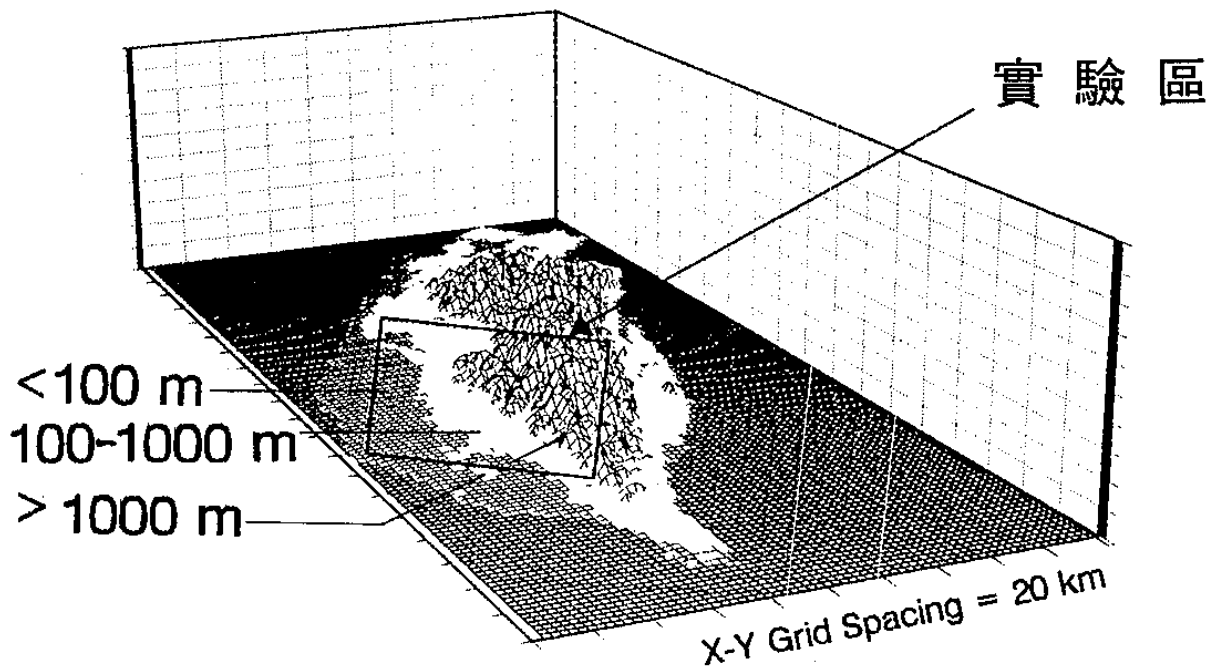 實驗區
<100 m
100-1000 m
> 1000 m
X-Y Grid Spacing = 20 km